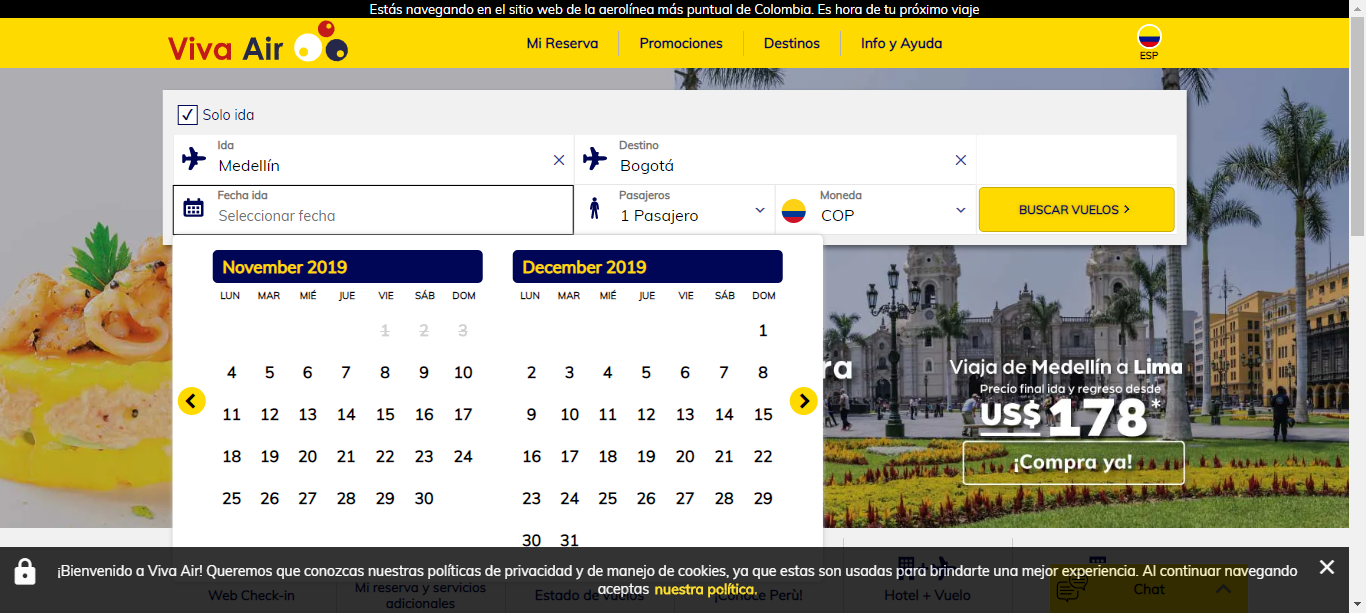 Estás navegando en el sitio web de la aerolínea más puntual de Colombia. Es hora de tu próximo viaje
Viva Air
Mi Reserva
Promociones
Destinos
Info y Ayuda
ESP
Solo ida
Ida
Medellín
Destino
Bogotá
Fecha ida
Seleccionar fecha
Pasajeros
1 Pasajero
Moneda
COP
BUSCAR VUELOS
November 2019
LUN MAR MIÉ JUE VIE SÁB DOM
1 2 3
4 5 6 7 8 9 10
11 12 13 14 15 16 17
18 19 20 21 22 23 24
25 26 27 28 29 30
December 2019
LUN MAR MIÉ JUE VIE SÁB DOM
1
2 3 4 5 6 7 8
9 10 11 12 13 14 15
16 17 18 19 20 21 22
23 24 25 26 27 28 29
30 31
ra
Viaja de Medellín a Lima
Precio final ida y regreso desde
US$ 178*
¡Compra ya!
¡Bienvenido a Viva Air! Queremos que conozcas nuestras políticas de privacidad y de manejo de cookies, ya que estas son usadas para brindarte una mejor experiencia. Al continuar navegando
aceptas nuestra política.
Web Check-in
Mi reserva y servicios
adicionales
Estado de vuelos
¡Conoce Perú!
Hotel + Vuelo
Chat